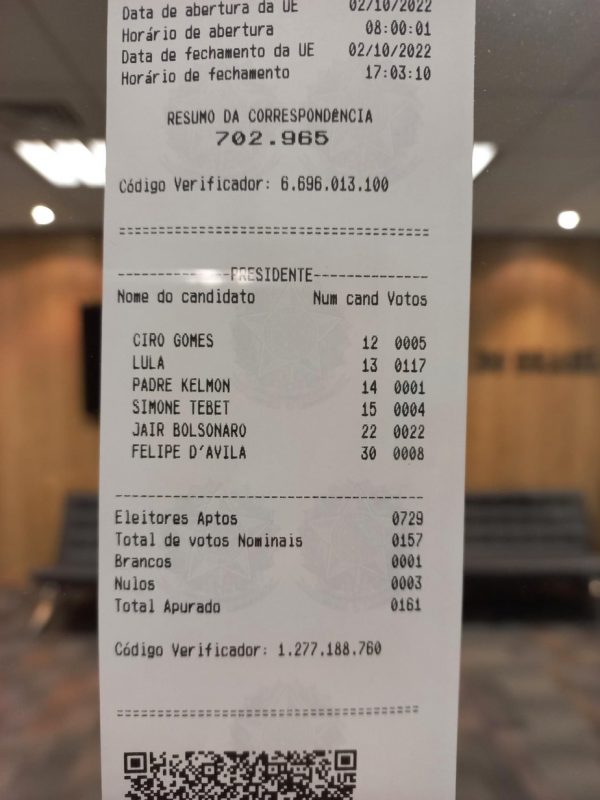 Data de abertura da UE 02/10/2022
Horário de abertura 08:00:01
Data de fechamento da UE 02/10/2022
Horário de fechamento 17:03:10
RESUMO DA CORRESPONDÊNCIA
702.965
Código Verificador: 6.696.013.100
================================
--------------PRESIDENTE--------------
Nome do candidato Num cand Votos
CIRO GOMES 12 0005
LULA 13 0117
PADRE KELMON 14 0001
SIMONE TEBET 15 0004
JAIR BOLSONARO 22 0022
FELIPE D'AVILA 30 0008
--------------------------------------
Eleitores Aptos 0729
Total de votos Nominais 0157
Brancos 0001
Nulos 0003
Total Apurado 0161
Código Verificador: 1.277.188.760
================================